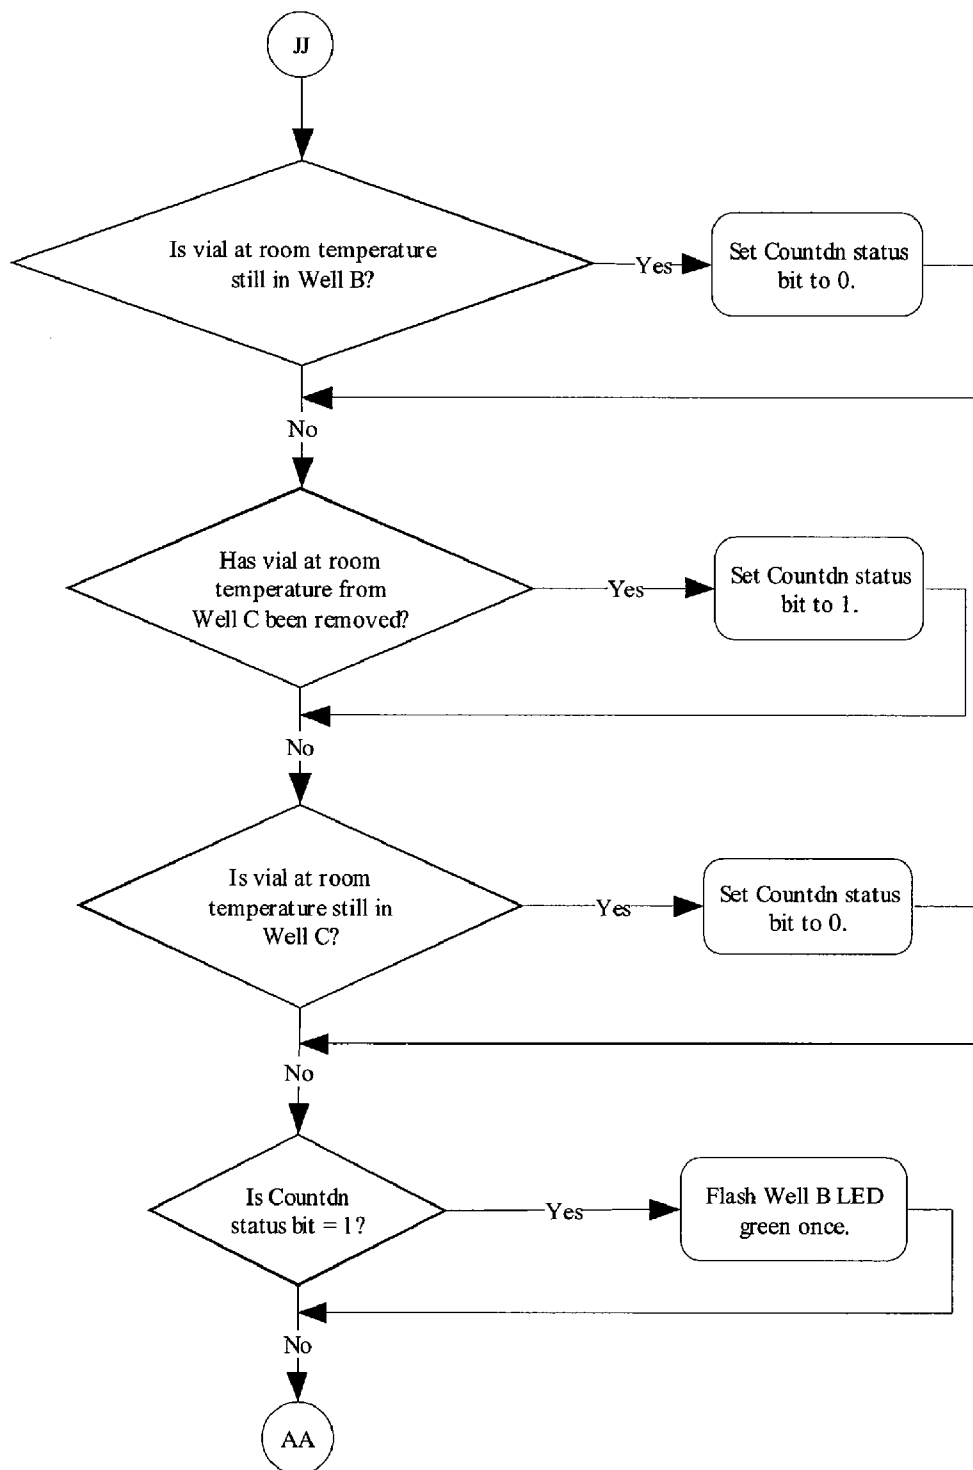 JJ
Is vial at room temperature
still in Well B?
Yes
Set Countdn status
bit to 0.
No
Has vial at room
temperature from
Well C been removed?
Yes
Set Countdn status
bit to 1.
No
Is vial at room
temperature still in
Well C?
Yes
Set Countdn status
bit to 0.
No
Is Countdn
status bit = 1?
Yes
Flash Well B LED
green once.
No
AA